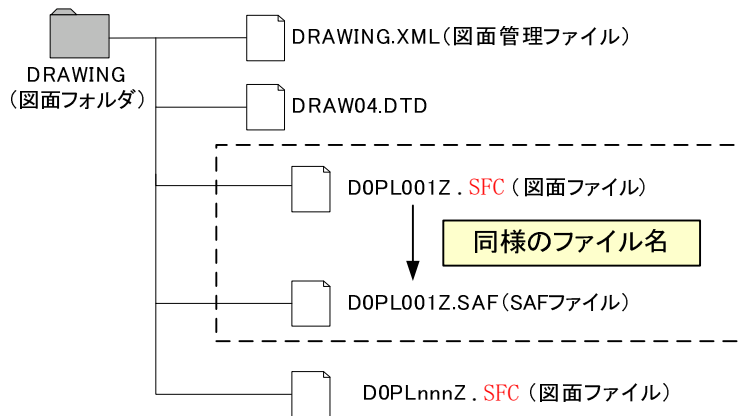 DRAWING.XML(図面管理ファイル)
DRAWING
(図面フォルダ)
DRAW04.DTD
D0PL001Z.SFC(図面ファイル)
同様のファイル名
D0PL001Z.SAF(SAFファイル)
D0PLnnnZ.SFC(図面ファイル)